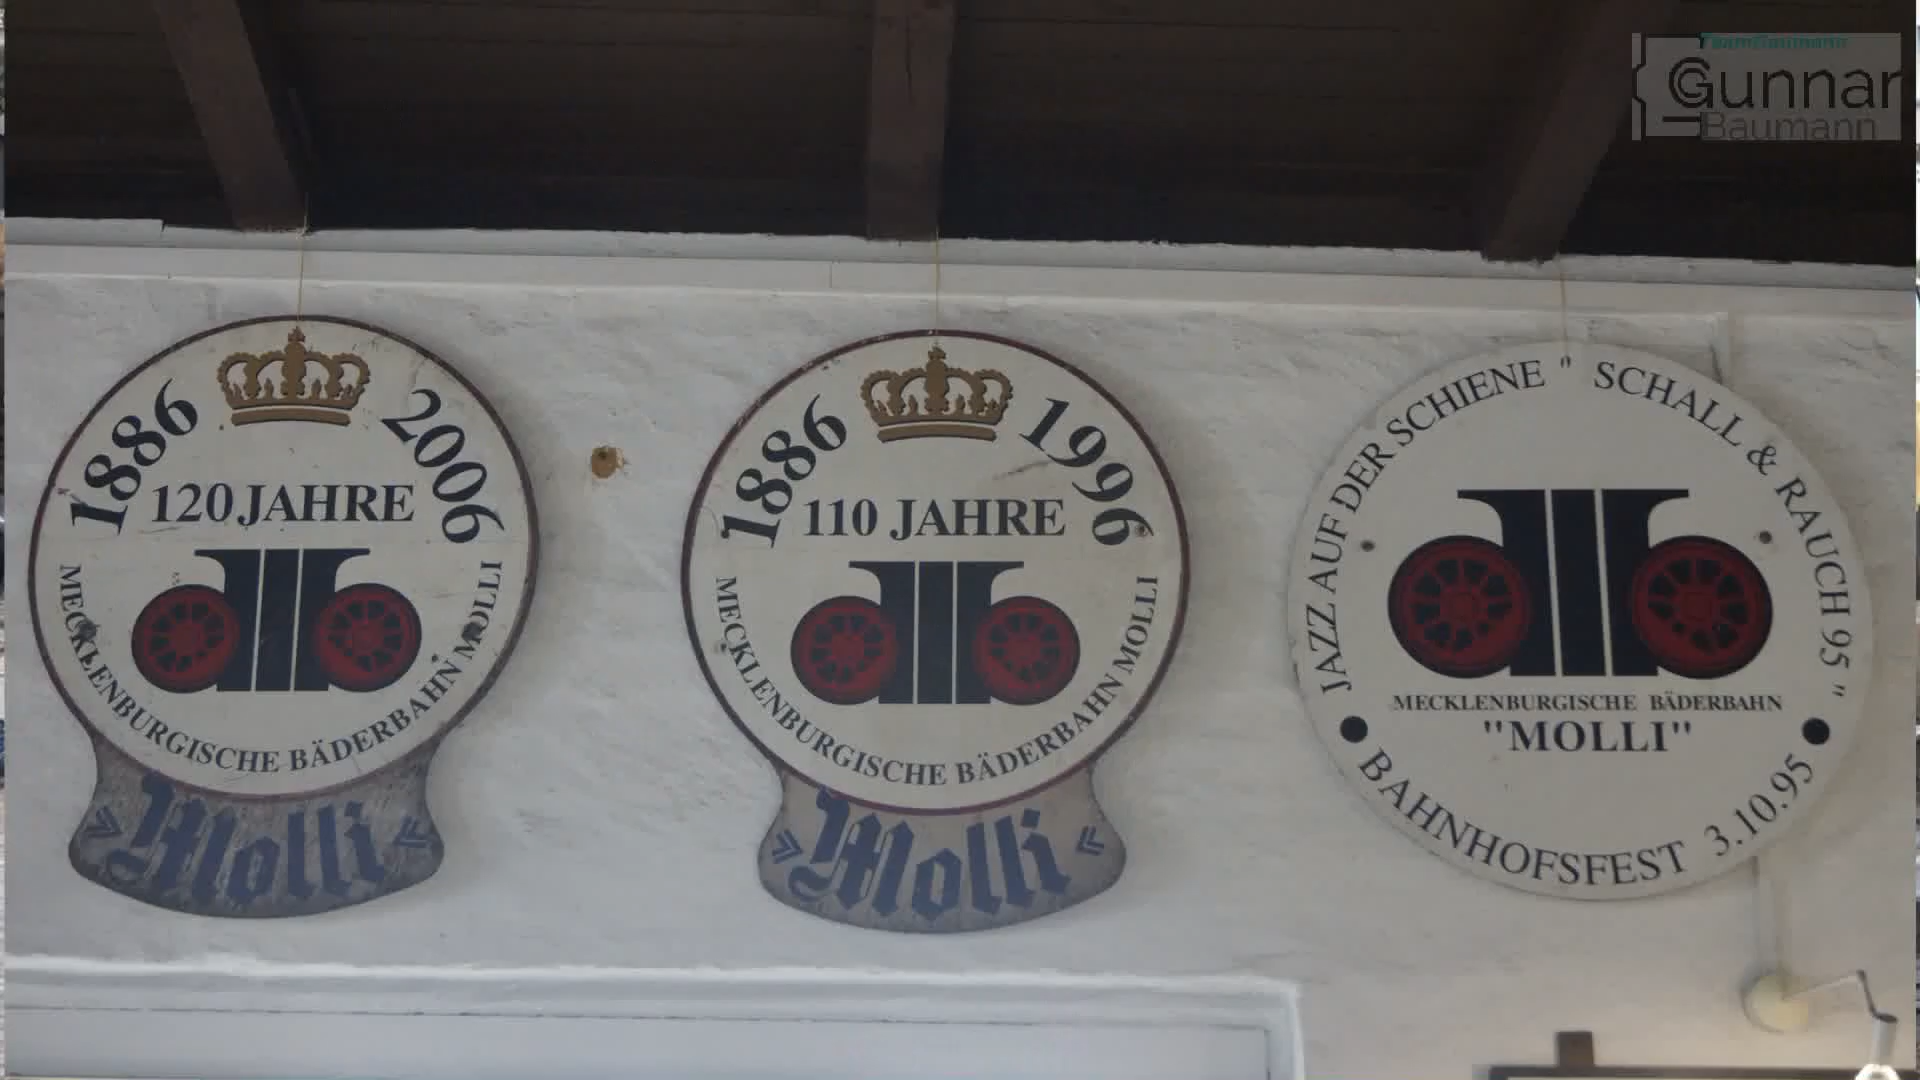 TeamBaumann
Gunnar
Baumann
1886 2006
120 JAHRE
MECKLENBURGISCHE BÄDERBAHN MOLLI
» Molli «
1886 1996
110 JAHRE
MECKLENBURGISCHE BÄDERBAHN MOLLI
» Molli «
JAZZ AUF DER SCHIENE " SCHALL & RAUCH 95 "
MECKLENBURGISCHE BÄDERBAHN
"MOLLI"
BAHNHOFSFEST 3.10.95